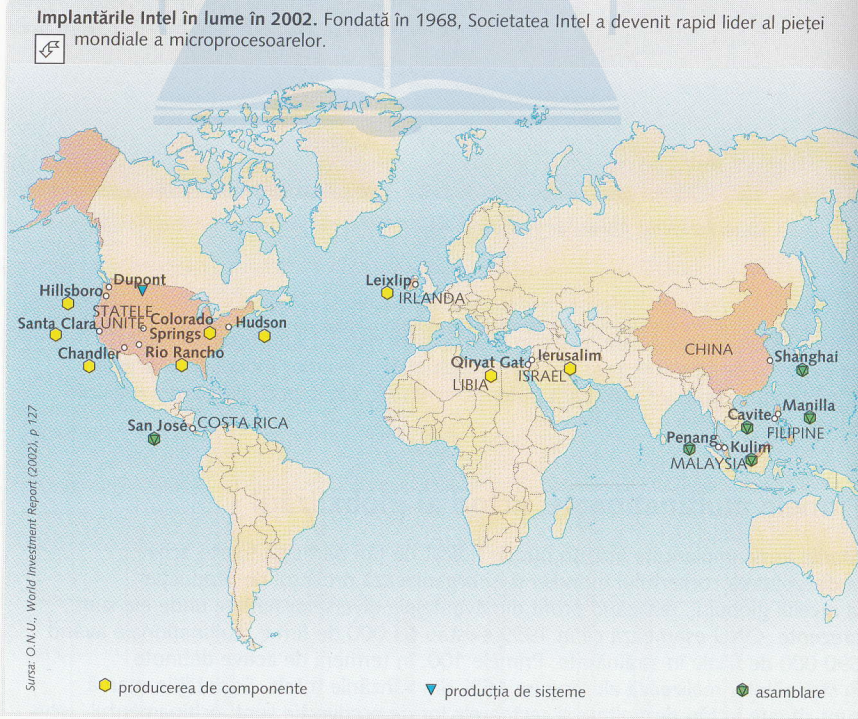 Implantările Intel în lume în 2002. Fondată în 1968, Societatea Intel a devenit rapid lider al pieței
mondiale a microprocesoarelor.
Dupont
Hillsboro
STATELE
UNITE
Colorado
Springs
Santa Clara
Hudson
Chandler
Rio Rancho
San José
COSTA RICA
Leixlip
IRLANDA
Qiryat Gat
Ierusalim
LIBIA
ISRAEL
CHINA
Shanghai
Manilla
Cavite
FILIPINE
Penang
Kulim
MALAYSIA
Sursa: O.N.U., World Investment Report (2002), p 127
producerea de componente
producția de sisteme
asamblare